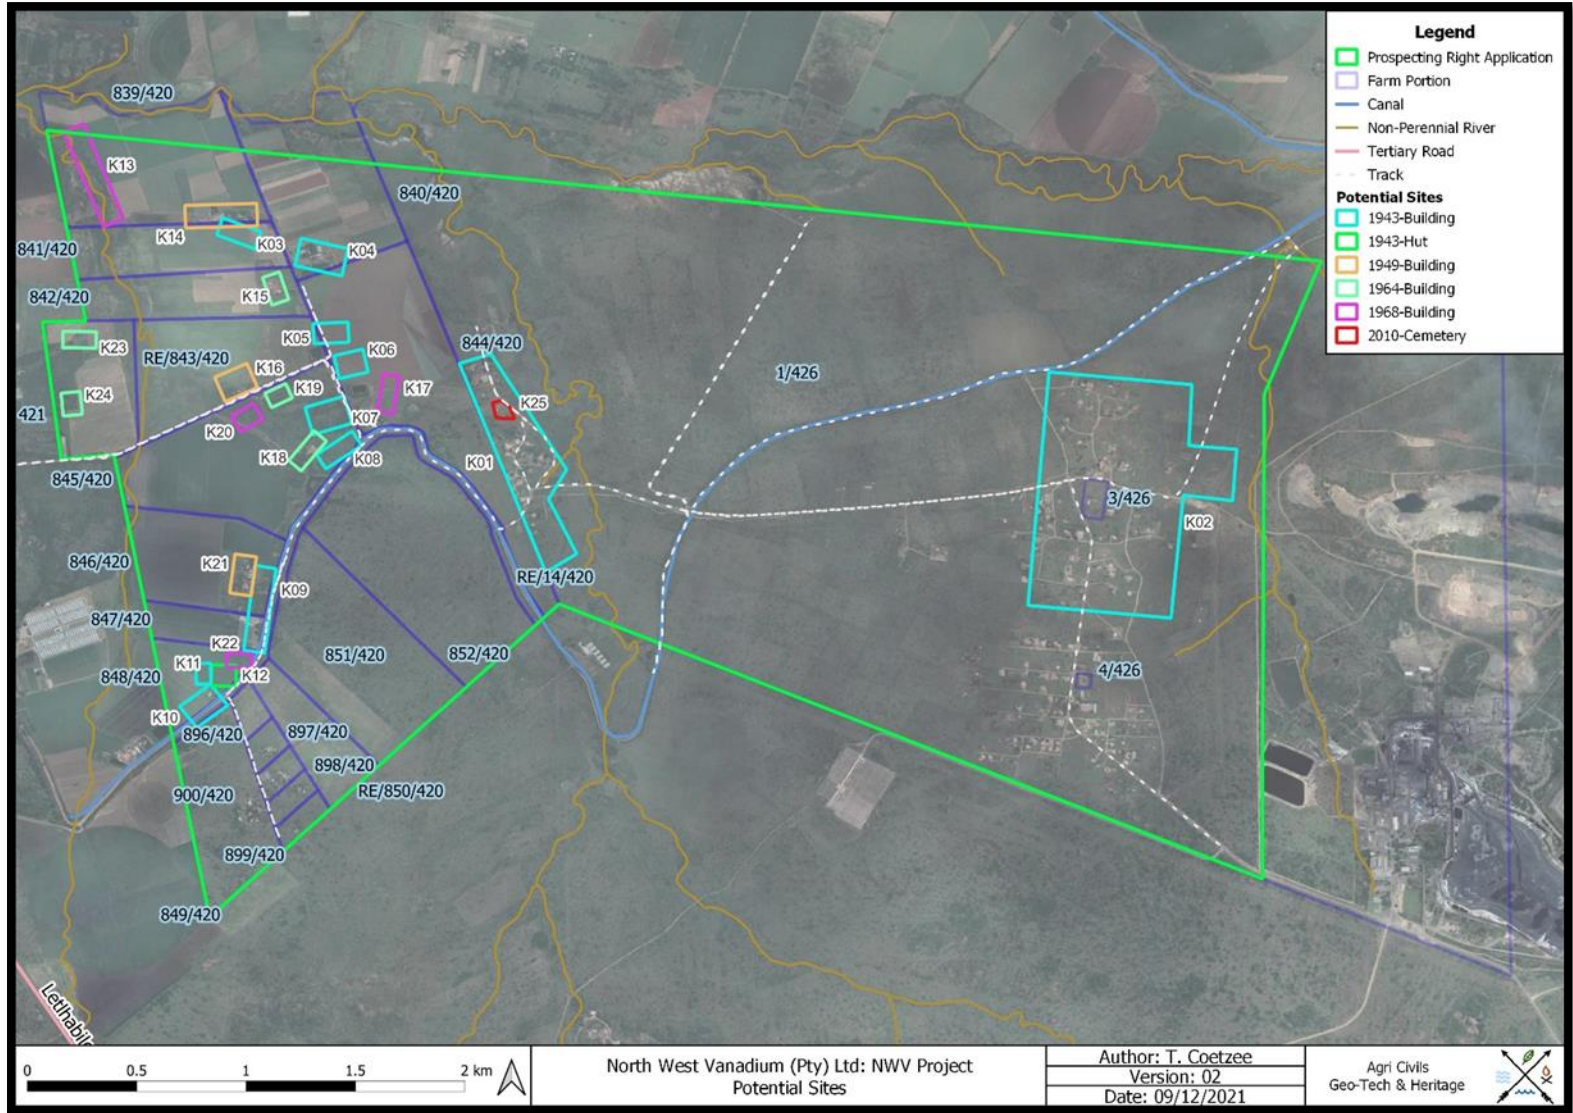 Legend
Prospecting Right Application
Farm Portion
Canal
Non-Perennial River
Tertiary Road
Track
Potential Sites
1943-Building
1943-Hut
1949-Building
1964-Building
1968-Building
2010-Cemetery
839/420
K13
840/420
K14
K03
841/420
K04
K15
842/420
K05
844/420
K23
K06
RE/843/420
K16
1/426
K19
K17
K24
K25
421
K07
K20
K18
K08
K01
845/420
3/426
K02
846/420
K21
RE/14/420
K09
847/420
K22
851/420
852/420
K11
848/420
K12
4/426
K10
896/420
897/420
898/420
900/420
RE/850/420
899/420
849/420
0 0.5 1 1.5 2 km
North West Vanadium (Pty) Ltd: NWV Project
Potential Sites
Author: T. Coetzee
Version: 02
Date: 09/12/2021
Agri Civils
Geo-Tech & Heritage